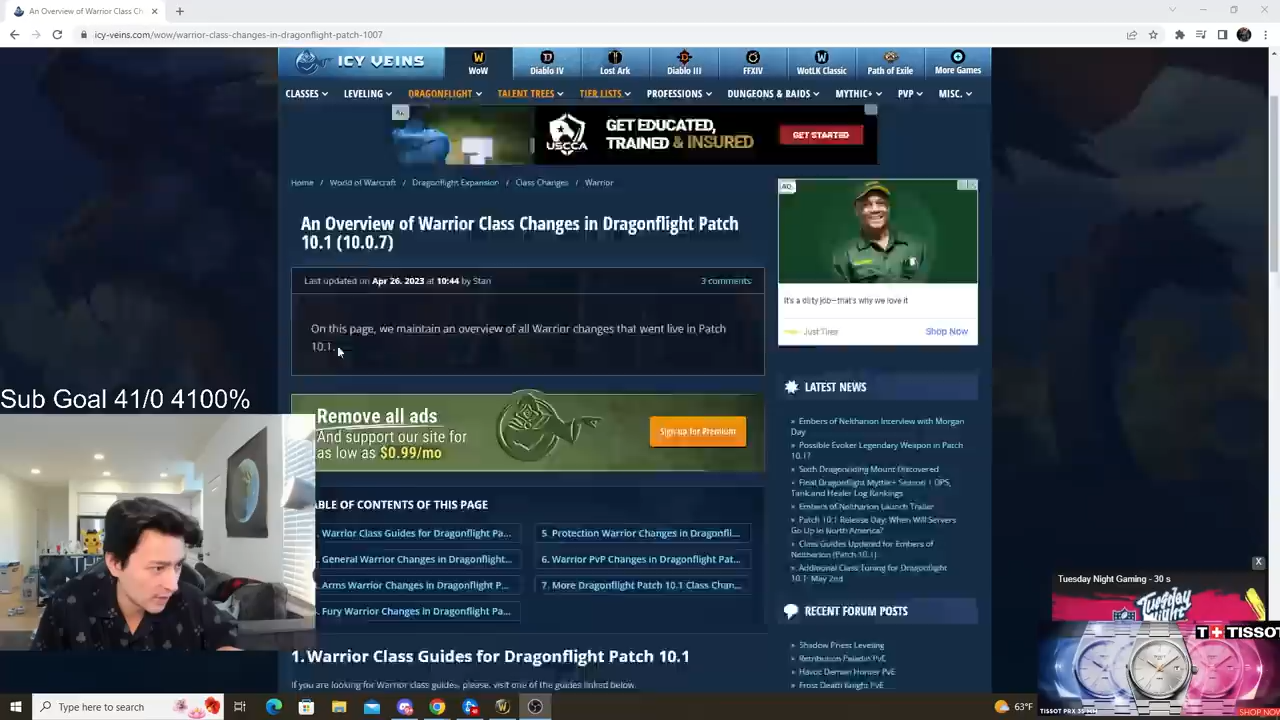 An Overview of Warrior Class Ch
icy-veins.com/wow/warrior-class-changes-in-dragonflight-patch-1007
ICY VEINS
WoW
Diablo IV
Lost Ark
Diablo III
FFXIV
WotLK Classic
Path of Exile
More Games
CLASSES
LEVELING
DRAGONFLIGHT
TALENT TREES
TIER LISTS
PROFESSIONS
DUNGEONS & RAIDS
MYTHIC+
PVP
MISC.
USCCA
GET EDUCATED,
TRAINED & INSURED
GET STARTED
Home / World of Warcraft / Dragonflight Expansion / Class Changes / Warrior
An Overview of Warrior Class Changes in Dragonflight Patch
10.1 (10.0.7)
Last updated on Apr 26, 2023 at 10:44 by Stan
3 comments
On this page, we maintain an overview of all Warrior changes that went live in Patch
10.1.
It's a dirty job—that's why we love it
Just Tires
Shop Now
Remove all ads
And support our site for
as low as $0.99/mo
Sign-up for Premium
Sub Goal 41/0 4100%
ABLE OF CONTENTS OF THIS PAGE
Warrior Class Guides for Dragonflight Pa...
General Warrior Changes in Dragonflight...
Arms Warrior Changes in Dragonflight P...
Fury Warrior Changes in Dragonflight Pa...
5. Protection Warrior Changes in Dragonfli...
6. Warrior PvP Changes in Dragonflight Pat...
7. More Dragonflight Patch 10.1 Class Chan...
1. Warrior Class Guides for Dragonflight Patch 10.1
If you are looking for Warrior class guides, please, visit one of the guides linked below.
LATEST NEWS
» Embers of Neltharion Interview with Morgan
Day
» Possible Evoker Legendary Weapon in Patch
10.1?
» Sixth Dragonriding Mount Discovered
» Final Dragonflight Mythic+ Season 1 DPS,
Tank and Healer Log Rankings
» Embers of Neltharion Launch Trailer
» Patch 10.1 Release Day: When Will Servers
Go Up in North America?
» Class Guides Updated for Embers of
Neltharion (Patch 10.1)
» Additional Class Tuning for Dragonflight
10.1: May 2nd
RECENT FORUM POSTS
» Shadow Priest Leveling
» Retribution Paladin PvE
» Havoc Demon Hunter PvE
» Frost Death Knight PvE
X
Tuesday Night Gaming - 30 s
NFL
Tuesday
Night
T+TISSOT
TISSOT PRX 35 MM
SHOP NOW
Type here to search
63°F